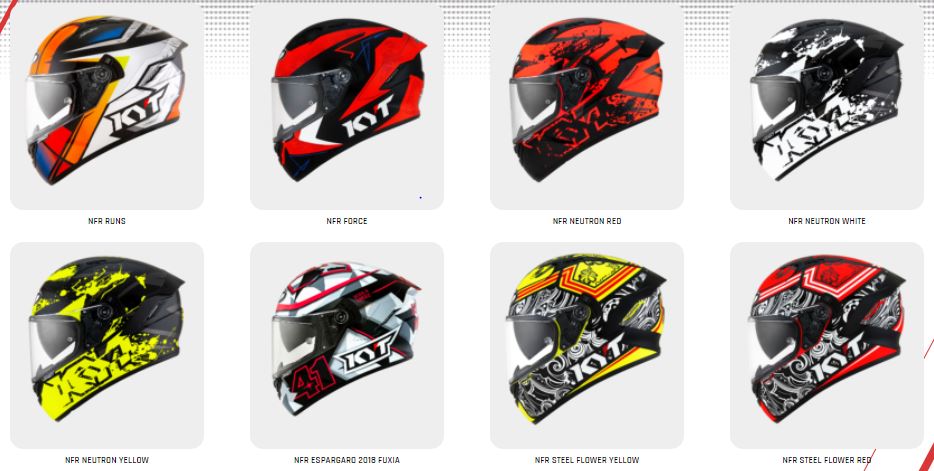 KYT
KYT
KYT
KYT
NFR RUNS
NFR FORCE
NFR NEUTRON RED
NFR NEUTRON WHITE
KYT
41
KYT
KYT
KYT
NFR NEUTRON YELLOW
NFR ESPARGARO 2018 FUXIA
NFR STEEL FLOWER YELLOW
NFR STEEL FLOWER RED